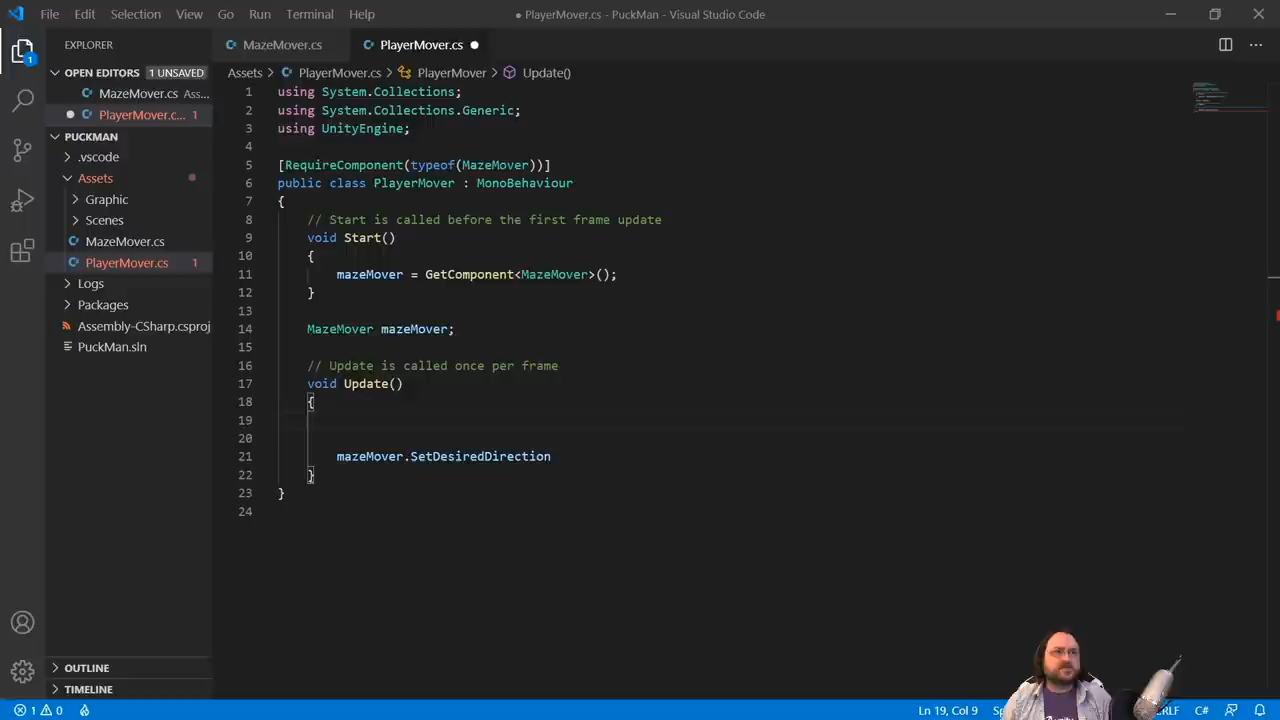 File Edit Selection View Go Run Terminal Help
● PlayerMover.cs - PuckMan - Visual Studio Code
EXPLORER
OPEN EDITORS 1 UNSAVED
MazeMover.cs Ass...
PlayerMover.c... 1
PUCKMAN
.vscode
Assets
Graphic
Scenes
MazeMover.cs
PlayerMover.cs 1
Logs
Packages
Assembly-CSharp.csproj
PuckMan.sln
OUTLINE
TIMELINE
MazeMover.cs
PlayerMover.cs
Assets > PlayerMover.cs > PlayerMover > Update()
1 using System.Collections;
2 using System.Collections.Generic;
3 using UnityEngine;
4
5 [RequireComponent(typeof(MazeMover))]
6 public class PlayerMover : MonoBehaviour
7 {
8 // Start is called before the first frame update
9 void Start()
10 {
11 mazeMover = GetComponent<MazeMover>();
12 }
13
14 MazeMover mazeMover;
15
16 // Update is called once per frame
17 void Update()
18 {
19
20
21 mazeMover.SetDesiredDirection
22 }
23 }
24
1 0
Ln 19, Col 9
C#